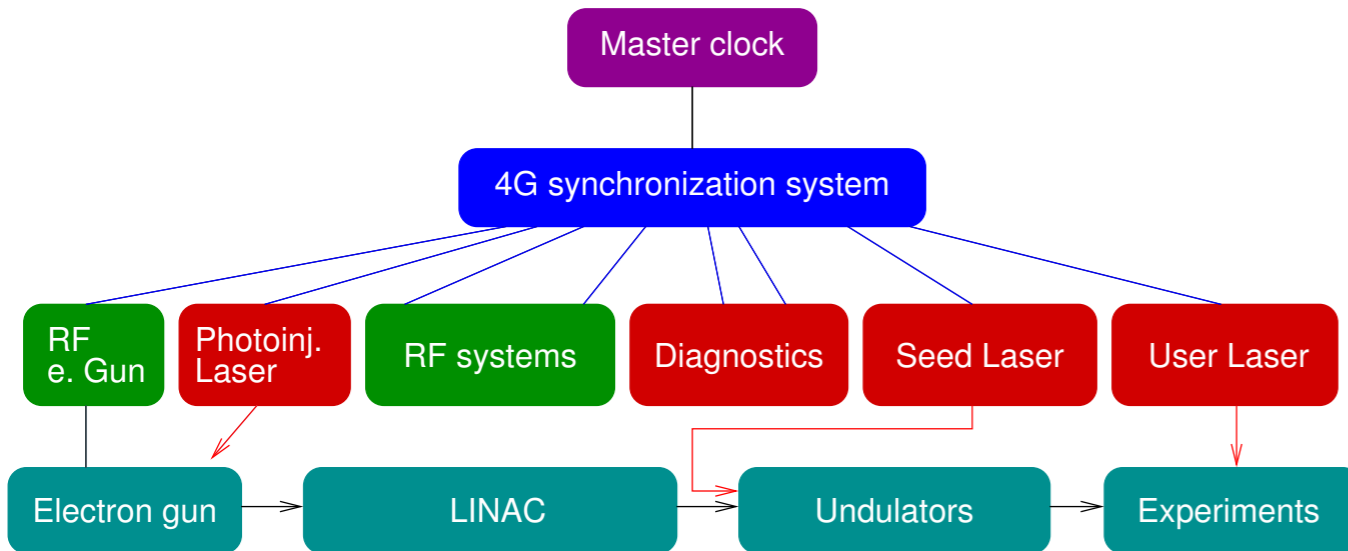 Master clock
4G synchronization system
RF
e. Gun
Photoinj.
Laser
RF systems
Diagnostics
Seed Laser
User Laser
Electron gun
LINAC
Undulators
Experiments